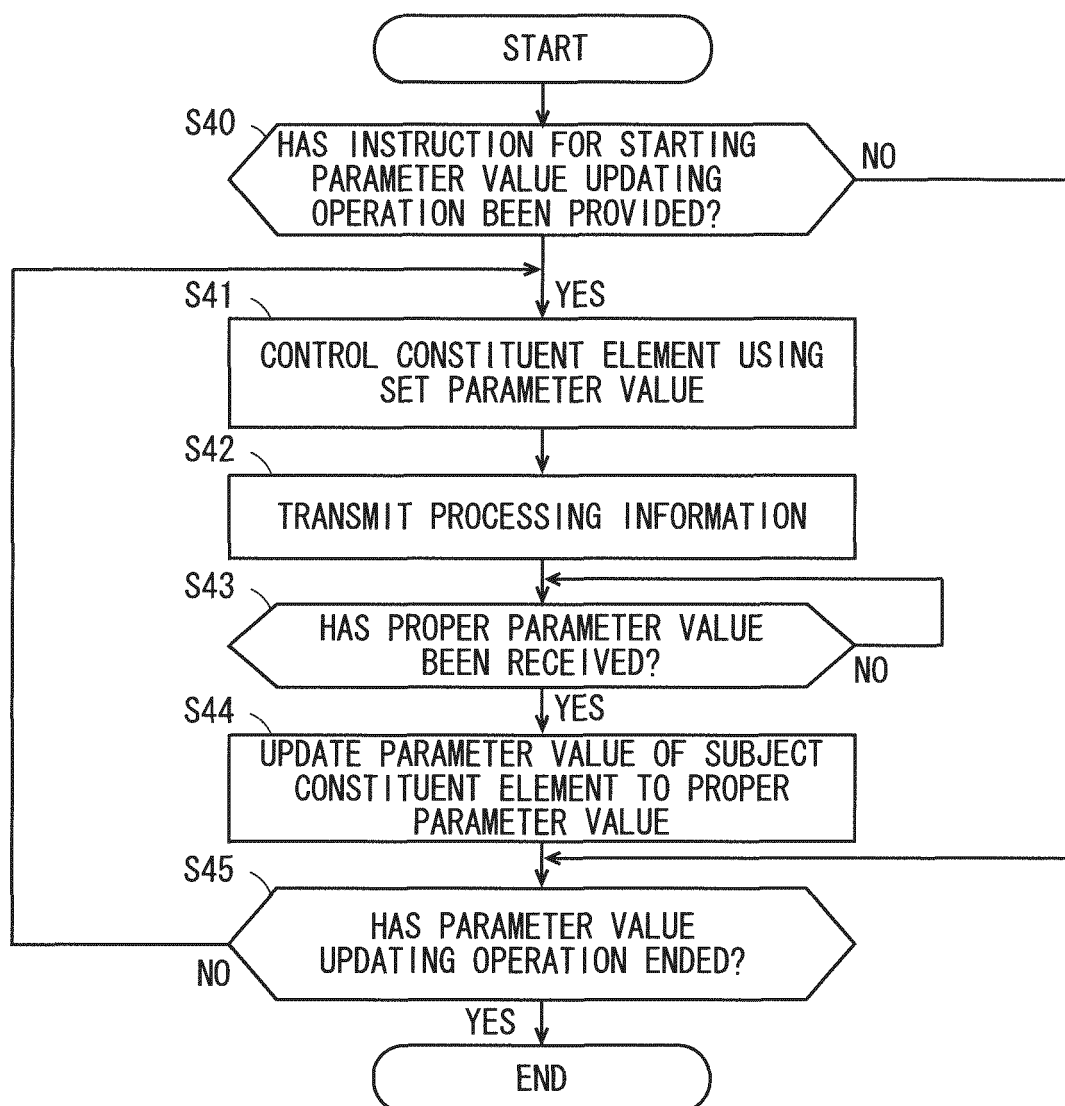 START
S40
HAS INSTRUCTION FOR STARTING
PARAMETER VALUE UPDATING
OPERATION BEEN PROVIDED?
NO
YES
S41
CONTROL CONSTITUENT ELEMENT USING
SET PARAMETER VALUE
S42
TRANSMIT PROCESSING INFORMATION
S43
HAS PROPER PARAMETER VALUE
BEEN RECEIVED?
NO
YES
S44
UPDATE PARAMETER VALUE OF SUBJECT
CONSTITUENT ELEMENT TO PROPER
PARAMETER VALUE
S45
HAS PARAMETER VALUE
UPDATING OPERATION ENDED?
NO
YES
END